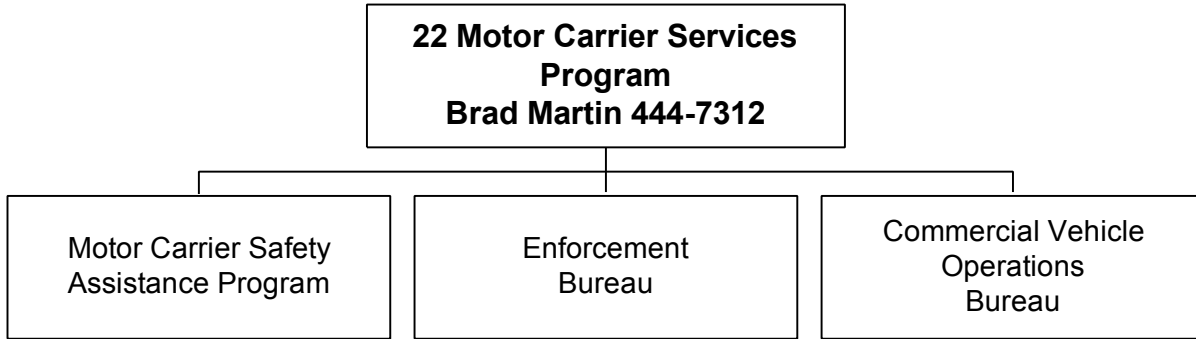 22 Motor Carrier Services
Program
Brad Martin 444-7312
Motor Carrier Safety
Assistance Program
Enforcement
Bureau
Commercial Vehicle
Operations
Bureau